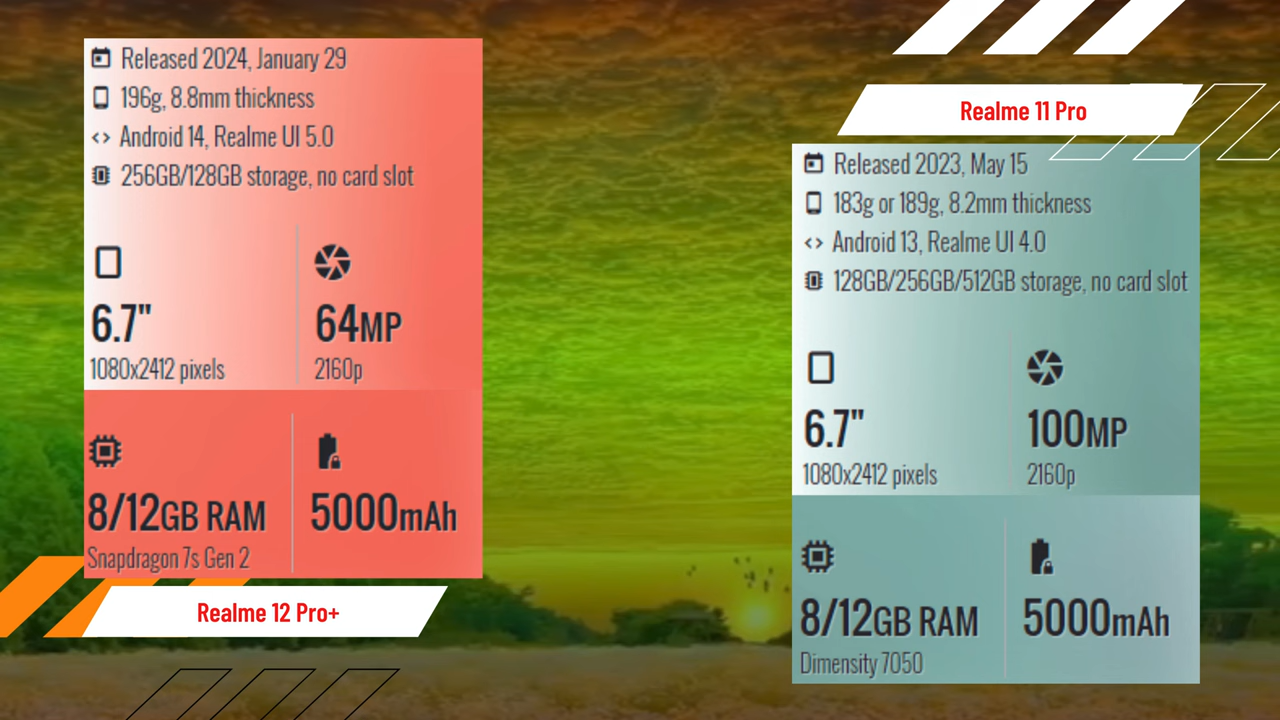 Released 2024, January 29
196g, 8.8mm thickness
Android 14, Realme UI 5.0
256GB/128GB storage, no card slot
6.7"
1080x2412 pixels
64MP
2160p
8/12GB RAM
Snapdragon 7s Gen 2
5000mAh
Realme 12 Pro+
Realme 11 Pro
Released 2023, May 15
183g or 189g, 8.2mm thickness
Android 13, Realme UI 4.0
128GB/256GB/512GB storage, no card slot
6.7"
1080x2412 pixels
100MP
2160p
8/12GB RAM
Dimensity 7050
5000mAh